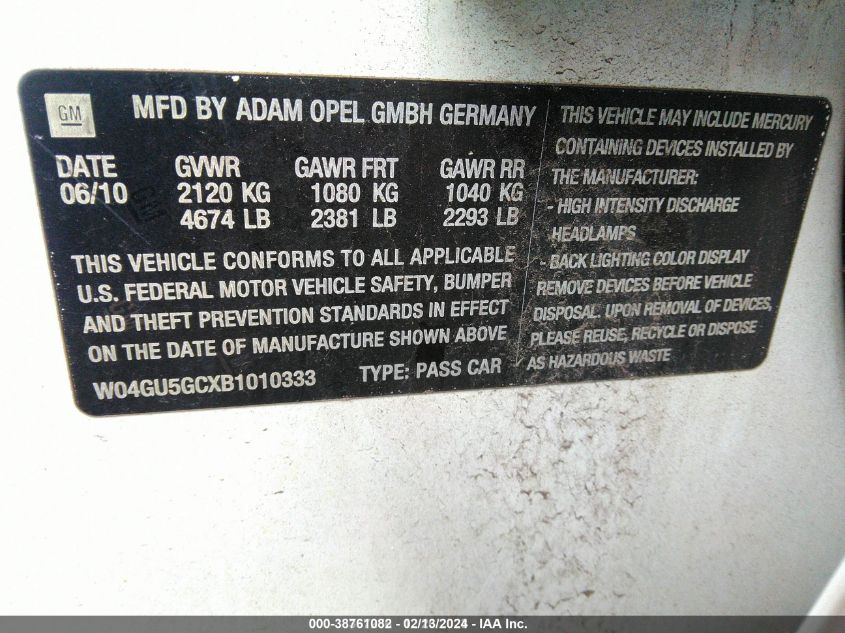 GM
MFD BY ADAM OPEL GMBH GERMANY
DATE GVWR GAWR FRT GAWR RR
06/10 2120 KG 1080 KG 1040 KG
4674 LB 2381 LB 2293 LB
THIS VEHICLE CONFORMS TO ALL APPLICABLE
U.S. FEDERAL MOTOR VEHICLE SAFETY, BUMPER
AND THEFT PREVENTION STANDARDS IN EFFECT
ON THE DATE OF MANUFACTURE SHOWN ABOVE
W04GU5GCXB1010333 TYPE: PASS CAR
THIS VEHICLE MAY INCLUDE MERCURY
CONTAINING DEVICES INSTALLED BY
THE MANUFACTURER:
- HIGH INTENSITY DISCHARGE
HEADLAMPS
- BACK LIGHTING COLOR DISPLAY
REMOVE DEVICES BEFORE VEHICLE
DISPOSAL. UPON REMOVAL OF DEVICES,
PLEASE REUSE, RECYCLE OR DISPOSE
AS HAZARDOUS WASTE
000-38761082 - 02/13/2024 - IAA Inc.